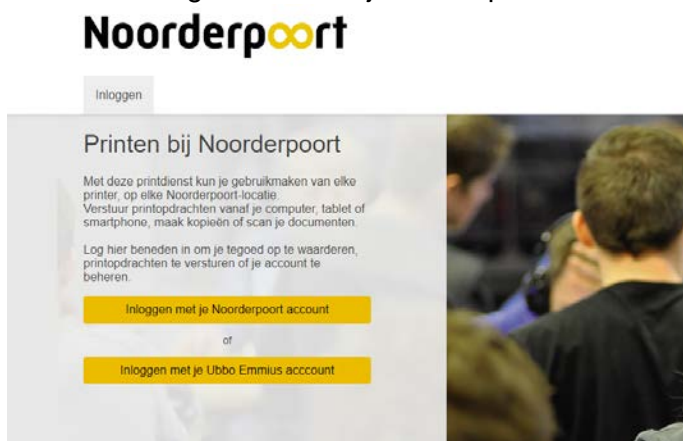 Noorderpoort
Inloggen
Printen bij Noorderpoort
Met deze printdienst kun je gebruikmaken van elke
printer, op elke Noorderpoort-locatie.
Verstuur printopdrachten vanaf je computer, tablet of
smartphone, maak kopieën of scan je documenten.
Log hier beneden in om je tegoed op te waarderen,
printopdrachten te versturen of je account te
beheren.
Inloggen met je Noorderpoort account
of
Inloggen met je Ubbo Emmius acccount